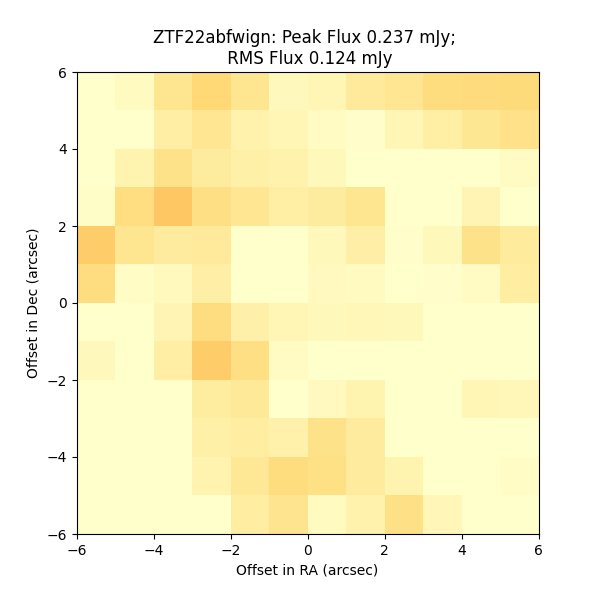 ZTF22abfwign: Peak Flux 0.237 mJy;
RMS Flux 0.124 mJy
6
4
2
0
−2
−4
−6
Offset in Dec (arcsec)
−6 −4 −2 0 2 4 6
Offset in RA (arcsec)